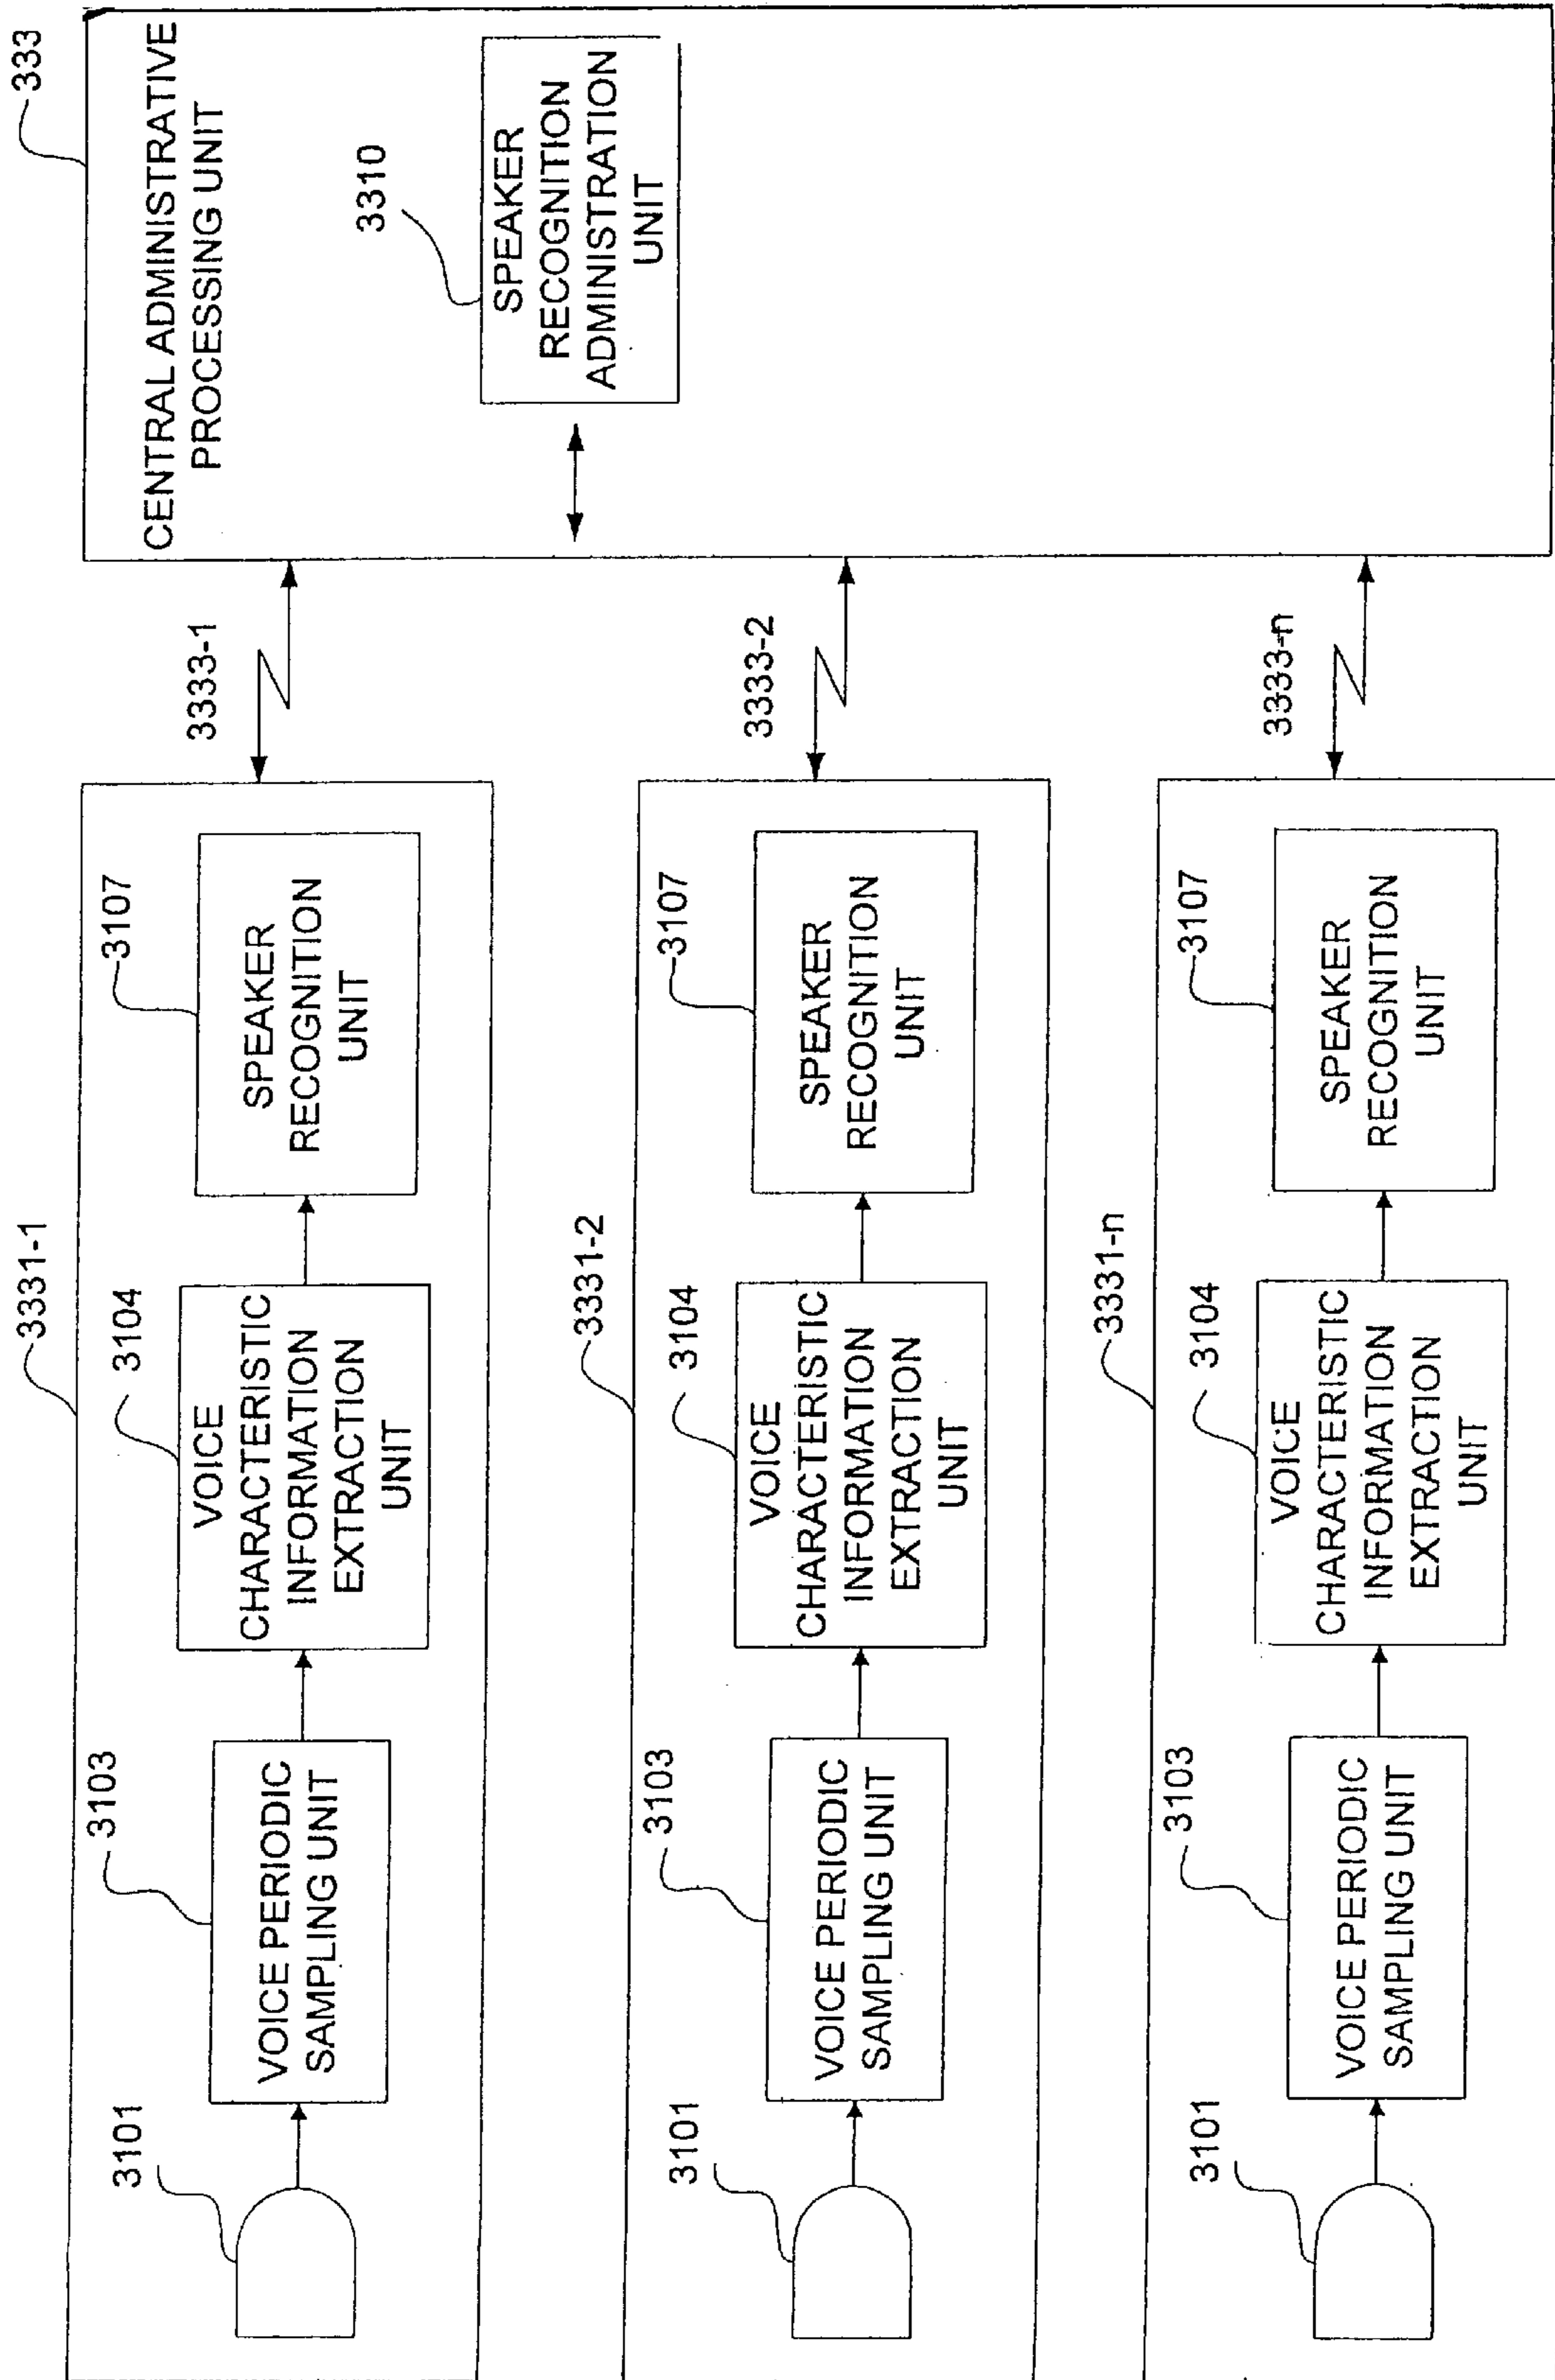 3331-1
3101
3103
VOICE PERIODIC
SAMPLING UNIT
3104
VOICE
CHARACTERISTIC
INFORMATION
EXTRACTION
UNIT
3107
SPEAKER
RECOGNITION
UNIT
3333-1
3331-2
3101
3103
VOICE PERIODIC
SAMPLING UNIT
3104
VOICE
CHARACTERISTIC
INFORMATION
EXTRACTION
UNIT
3107
SPEAKER
RECOGNITION
UNIT
3333-2
3331-n
3101
3103
VOICE PERIODIC
SAMPLING UNIT
3104
VOICE
CHARACTERISTIC
INFORMATION
EXTRACTION
UNIT
3107
SPEAKER
RECOGNITION
UNIT
3333-n
333
CENTRAL ADMINISTRATIVE
PROCESSING UNIT
3310
SPEAKER
RECOGNITION
ADMINISTRATION
UNIT